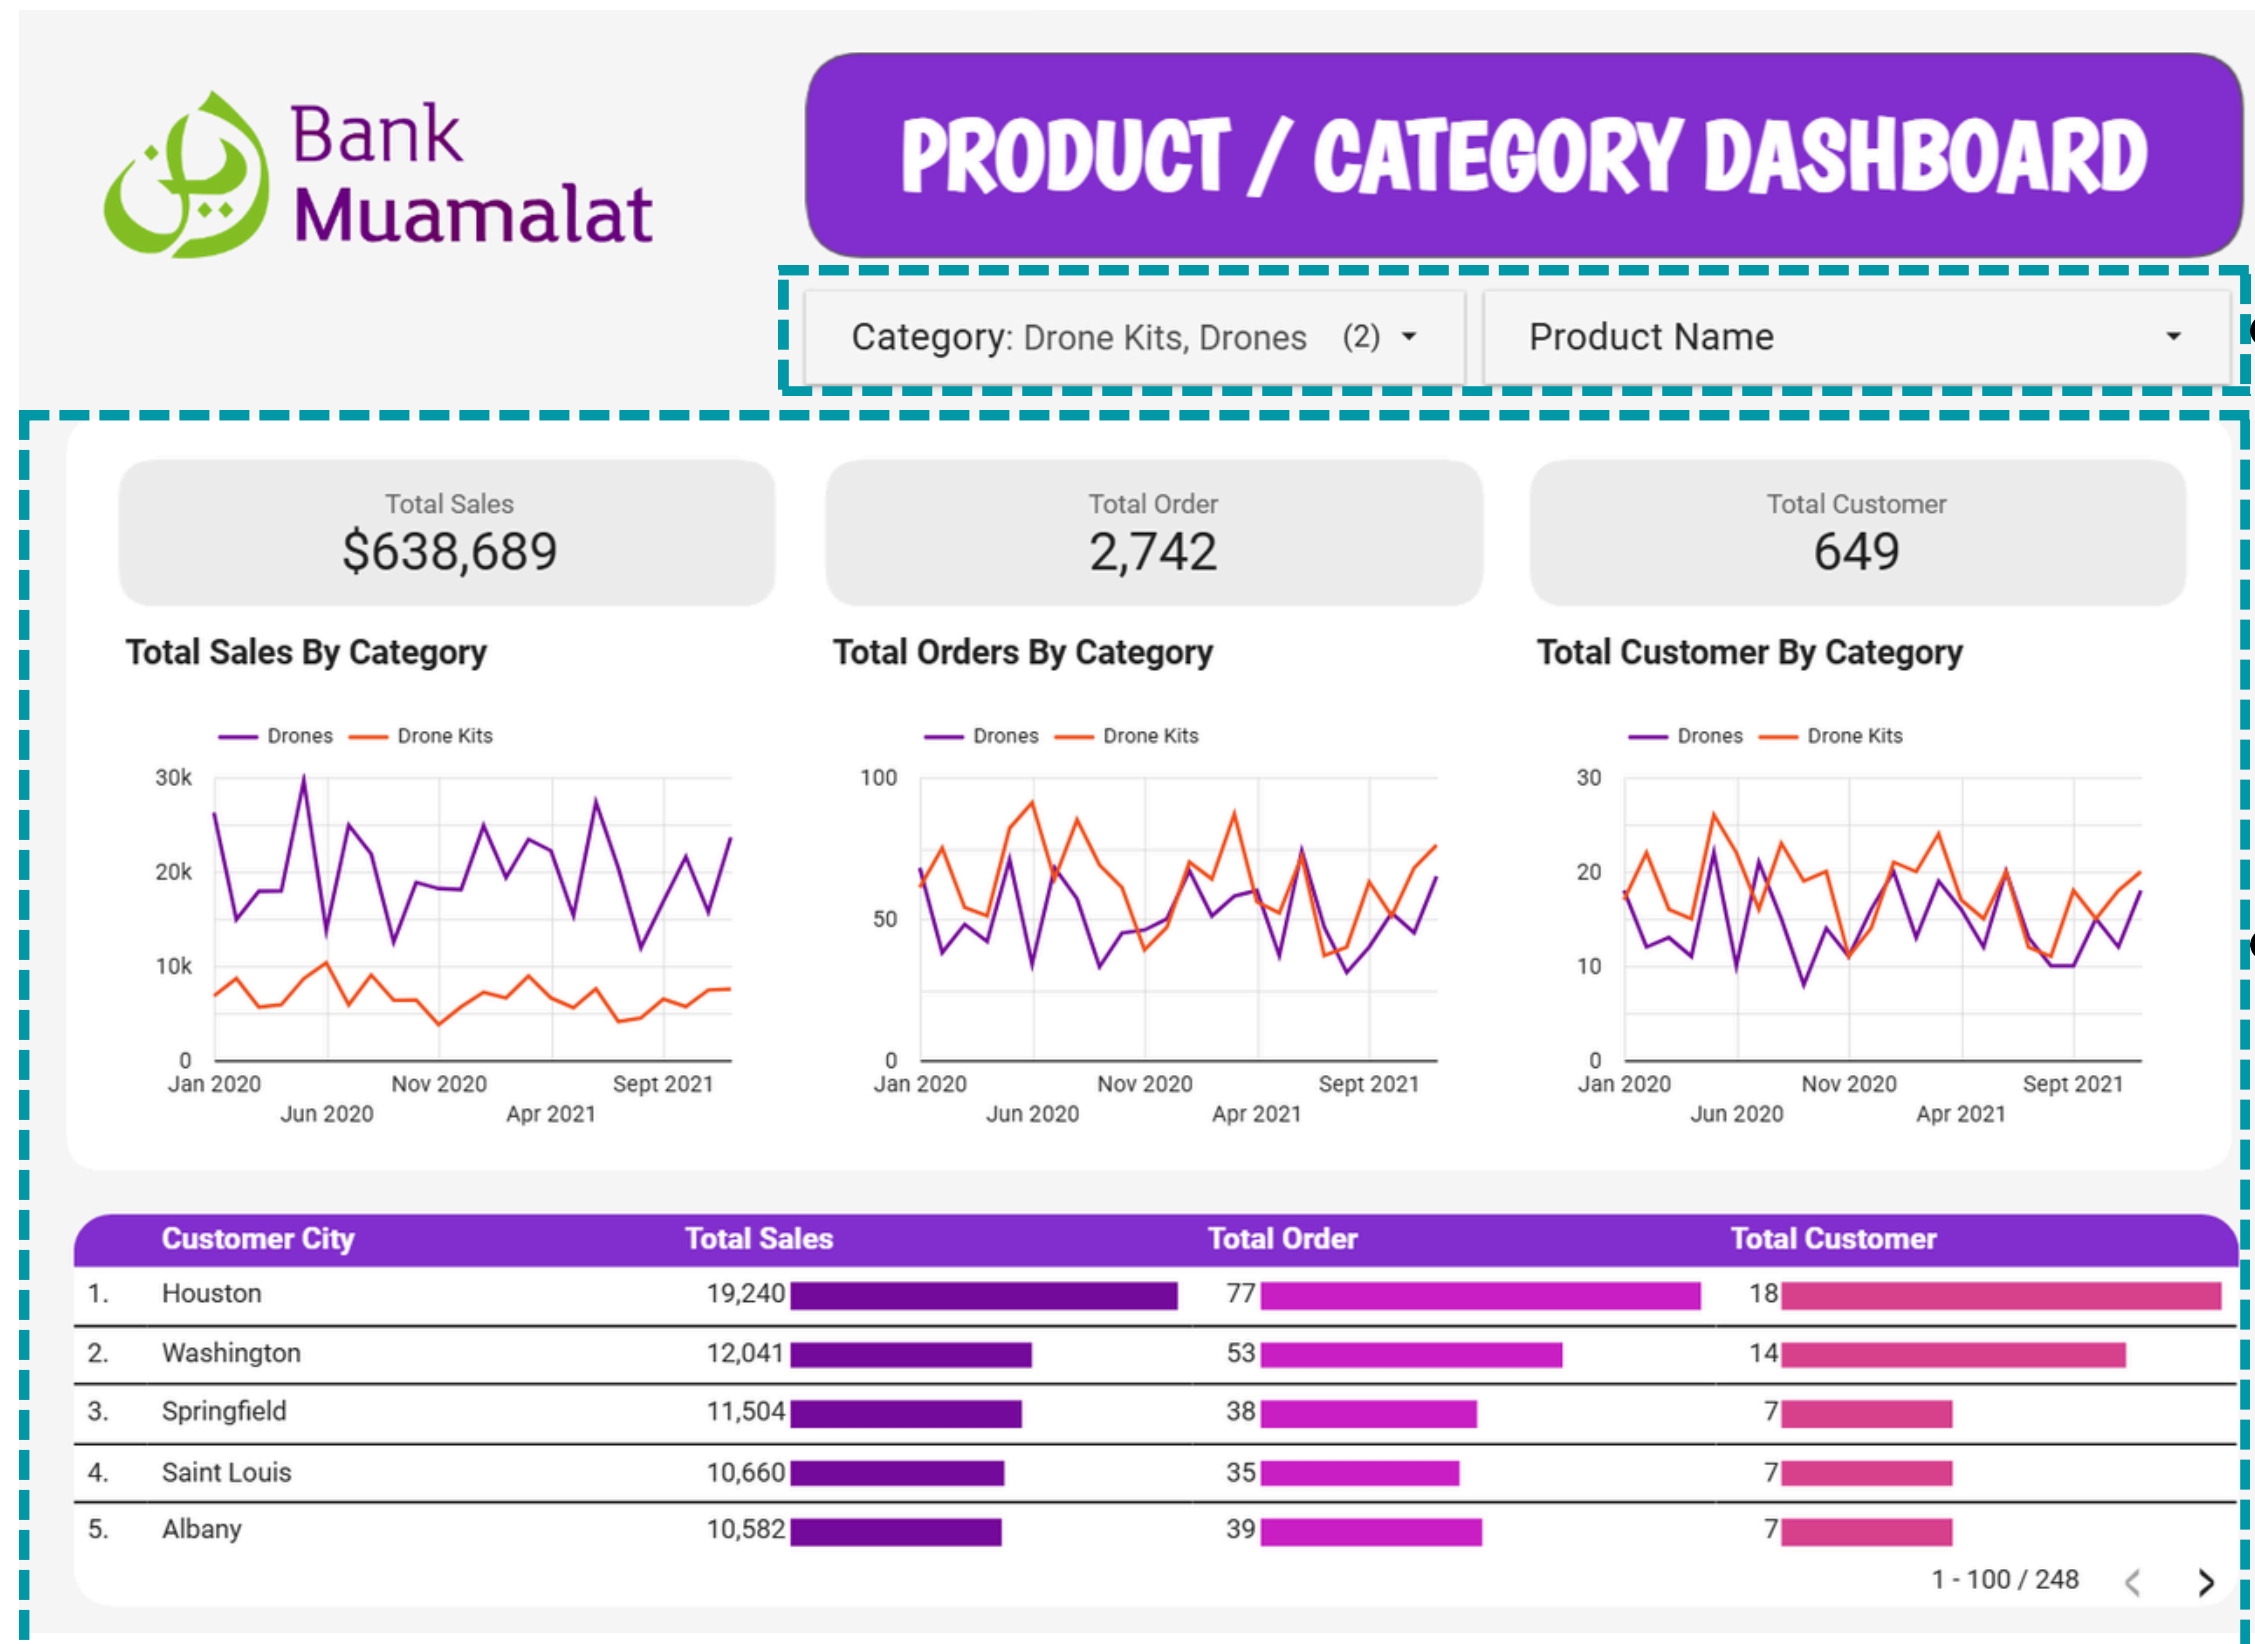 Bank
Muamalat
PRODUCT / CATEGORY DASHBOARD
Category: Drone Kits, Drones (2)
Product Name
Total Sales
$638,689
Total Order
2,742
Total Customer
649
Total Sales By Category
Drones Drone Kits
30k
20k
10k
0
Jan 2020 Jun 2020 Nov 2020 Apr 2021 Sept 2021
Total Orders By Category
Drones Drone Kits
100
50
0
Jan 2020 Jun 2020 Nov 2020 Apr 2021 Sept 2021
Total Customer By Category
Drones Drone Kits
30
20
10
0
Jan 2020 Jun 2020 Nov 2020 Apr 2021 Sept 2021
Customer City Total Sales Total Order Total Customer
1. Houston 19,240 77 18
2. Washington 12,041 53 14
3. Springfield 11,504 38 7
4. Saint Louis 10,660 35 7
5. Albany 10,582 39 7
1 - 100 / 248 < >